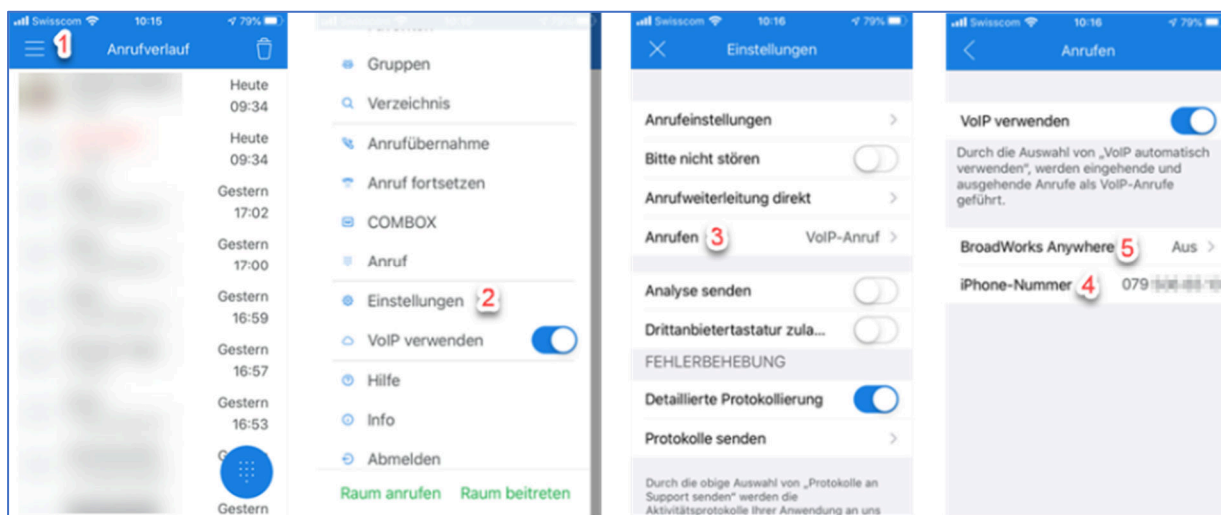 Swisscom 10:15 79%
1 Anrufverlauf
Heute
09:34
Heute
09:34
Gestern
17:02
Gestern
17:00
Gestern
16:59
Gestern
16:57
Gestern
16:53
Gestern
Gruppen
Verzeichnis
Anrufübernahme
Anruf fortsetzen
COMBOX
Anruf
Einstellungen 2
VoIP verwenden
Hilfe
Info
Abmelden
Raum anrufen Raum beitreten
Swisscom 10:16 79%
Einstellungen
Anrufeinstellungen
Bitte nicht stören
Anrufweiterleitung direkt
Anrufen 3 VoIP-Anruf
Analyse senden
Drittanbietertastatur zula...
FEHLERBEHEBUNG
Detaillierte Protokollierung
Protokolle senden
Durch die obige Auswahl von „Protokolle an
Support senden" werden die
Aktivitätsprotokolle Ihrer Anwendung an uns
Swisscom 10:16 79%
Anrufen
VoIP verwenden
Durch die Auswahl von „VoIP automatisch
verwenden", werden eingehende und
ausgehende Anrufe als VoIP-Anrufe
geführt.
BroadWorks Anywhere 5 Aus
iPhone-Nummer 4 079